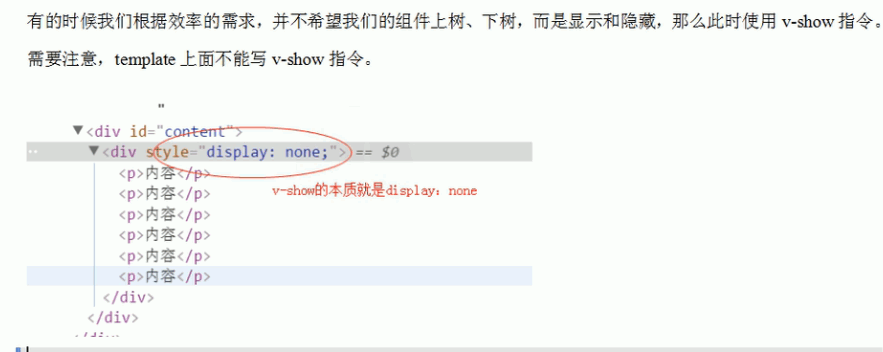 有的时候我们根据效率的需求，并不希望我们的组件上树、下树，而是显示和隐藏，那么此时使用 v-show 指令。
需要注意，template 上面不能写 v-show 指令。
"
▼<div id="content">
▼<div style="display: none;"> == $0
<p>内容</p>
<p>内容</p>
v-show的本质就是display：none
<p>内容</p>
<p>内容</p>
<p>内容</p>
<p>内容</p>
</div>
</div>